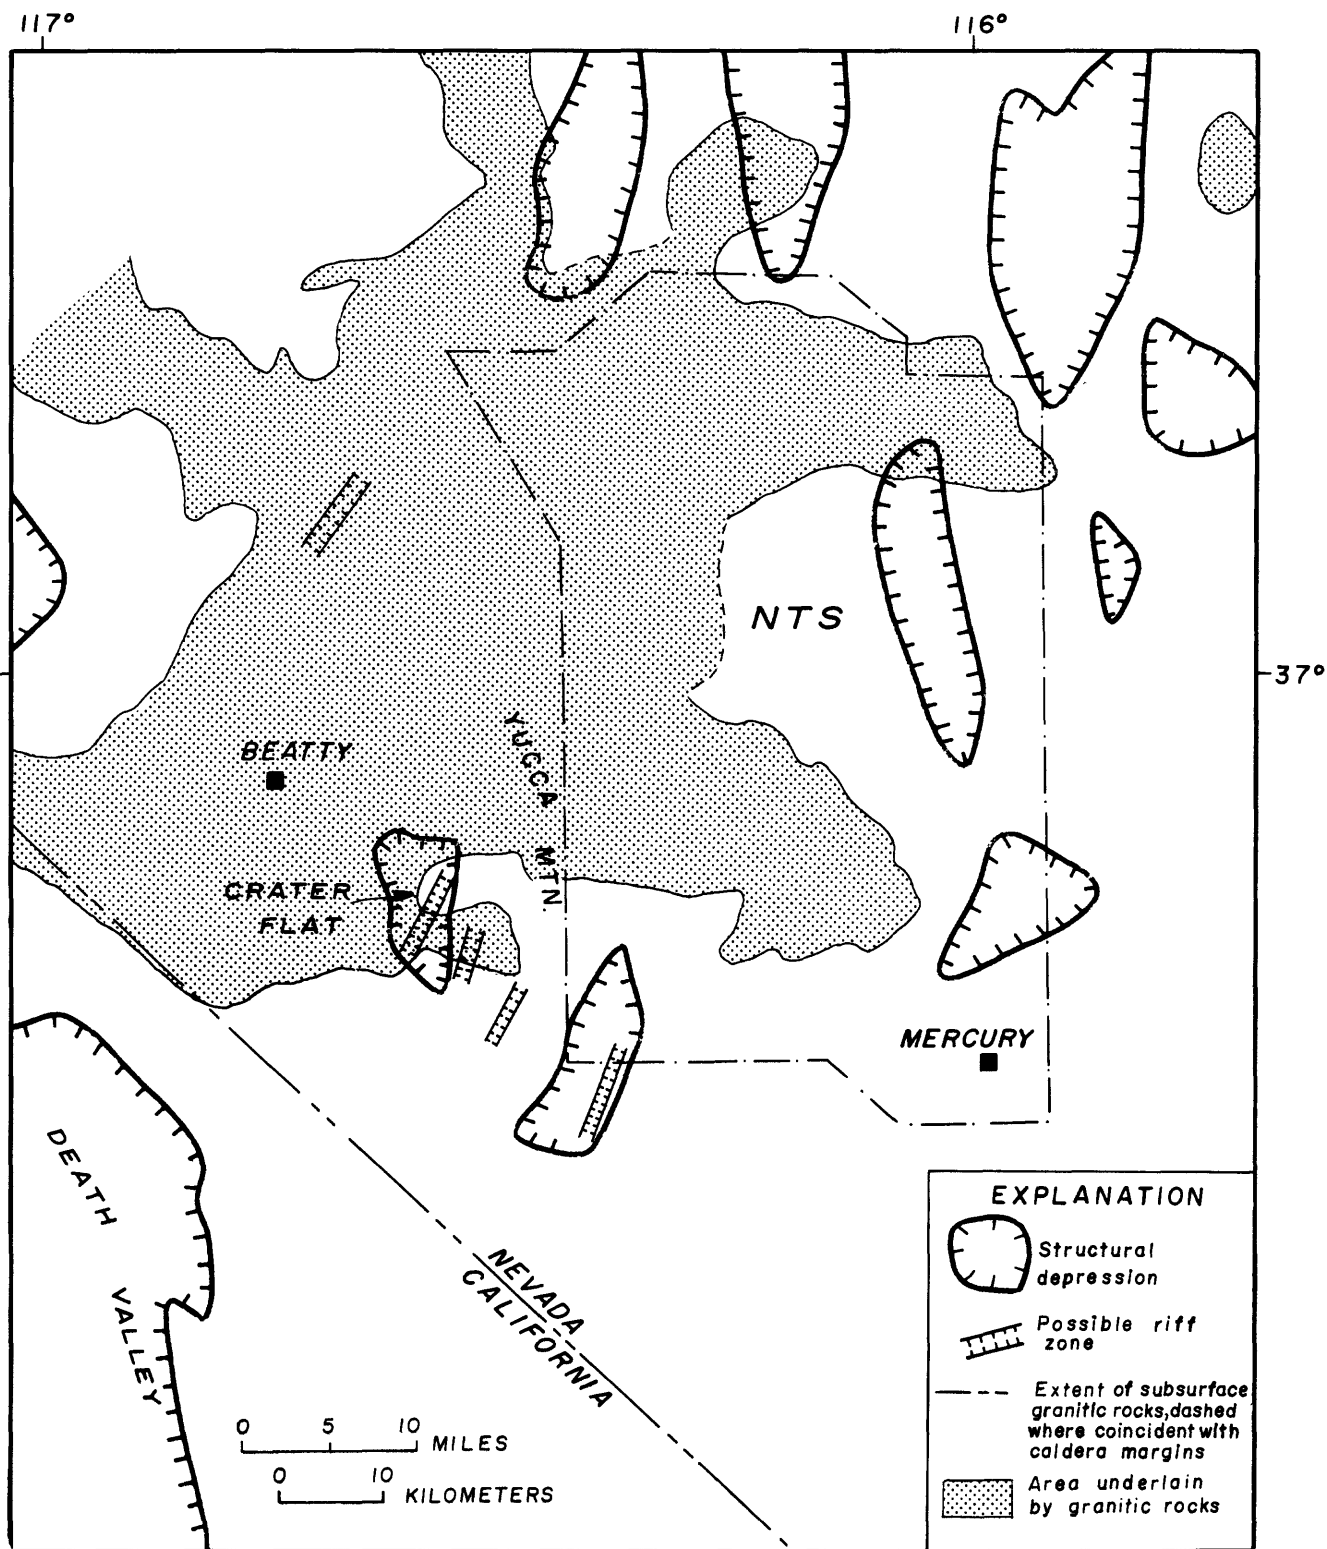 117°
116°
NTS
37°
BEATTY
YUCCA MTN.
CRATER
FLAT
MERCURY
DEATH
VALLEY
NEVADA
CALIFORNIA
0 5 10 MILES
0 10 KILOMETERS
EXPLANATION
Structural
depression
Possible riff
zone
Extent of subsurface
granitic rocks,dashed
where coincident with
caldera margins
Area underlain
by granitic rocks